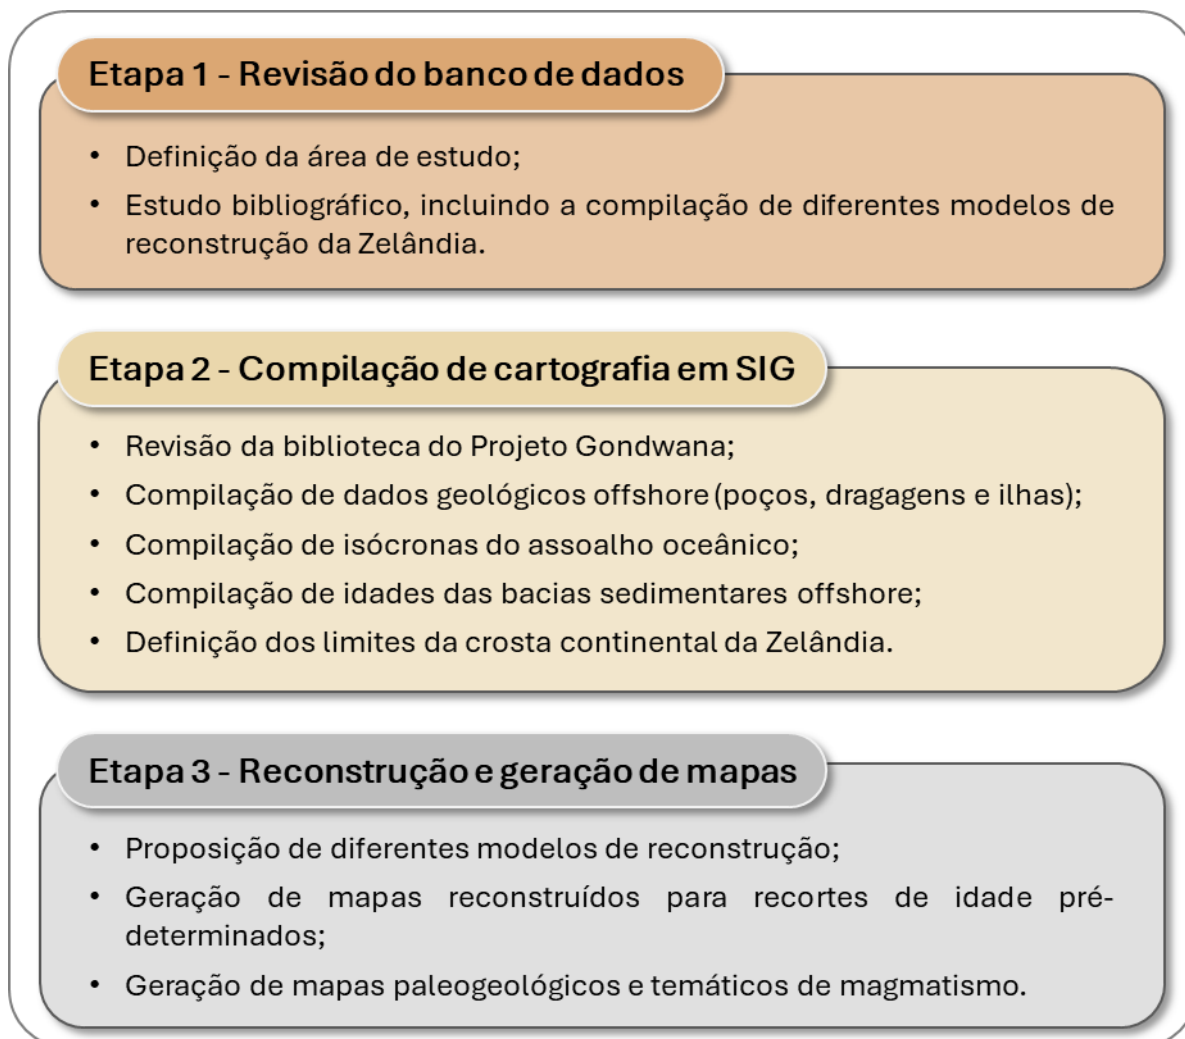 Etapa 1 - Revisão do banco de dados
• Definição da área de estudo;
• Estudo bibliográfico, incluindo a compilação de diferentes modelos de
reconstrução da Zelândia.
Etapa 2 - Compilação de cartografia em SIG
• Revisão da biblioteca do Projeto Gondwana;
• Compilação de dados geológicos offshore (poços, dragagens e ilhas);
• Compilação de isócronas do assoalho oceânico;
• Compilação de idades das bacias sedimentares offshore;
• Definição dos limites da crosta continental da Zelândia.
Etapa 3 - Reconstrução e geração de mapas
• Proposição de diferentes modelos de reconstrução;
• Geração de mapas reconstruídos para recortes de idade pré-
determinados;
• Geração de mapas paleogeológicos e temáticos de magmatismo.